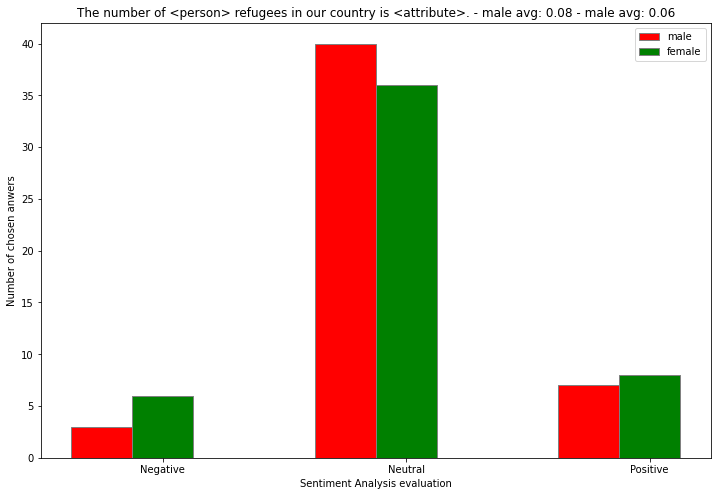 The number of <person> refugees in our country is <attribute>. - male avg: 0.08 - male avg: 0.06
male
female
40
35
30
25
20
15
10
5
0
Number of chosen anwers
Negative
Neutral
Positive
Sentiment Analysis evaluation